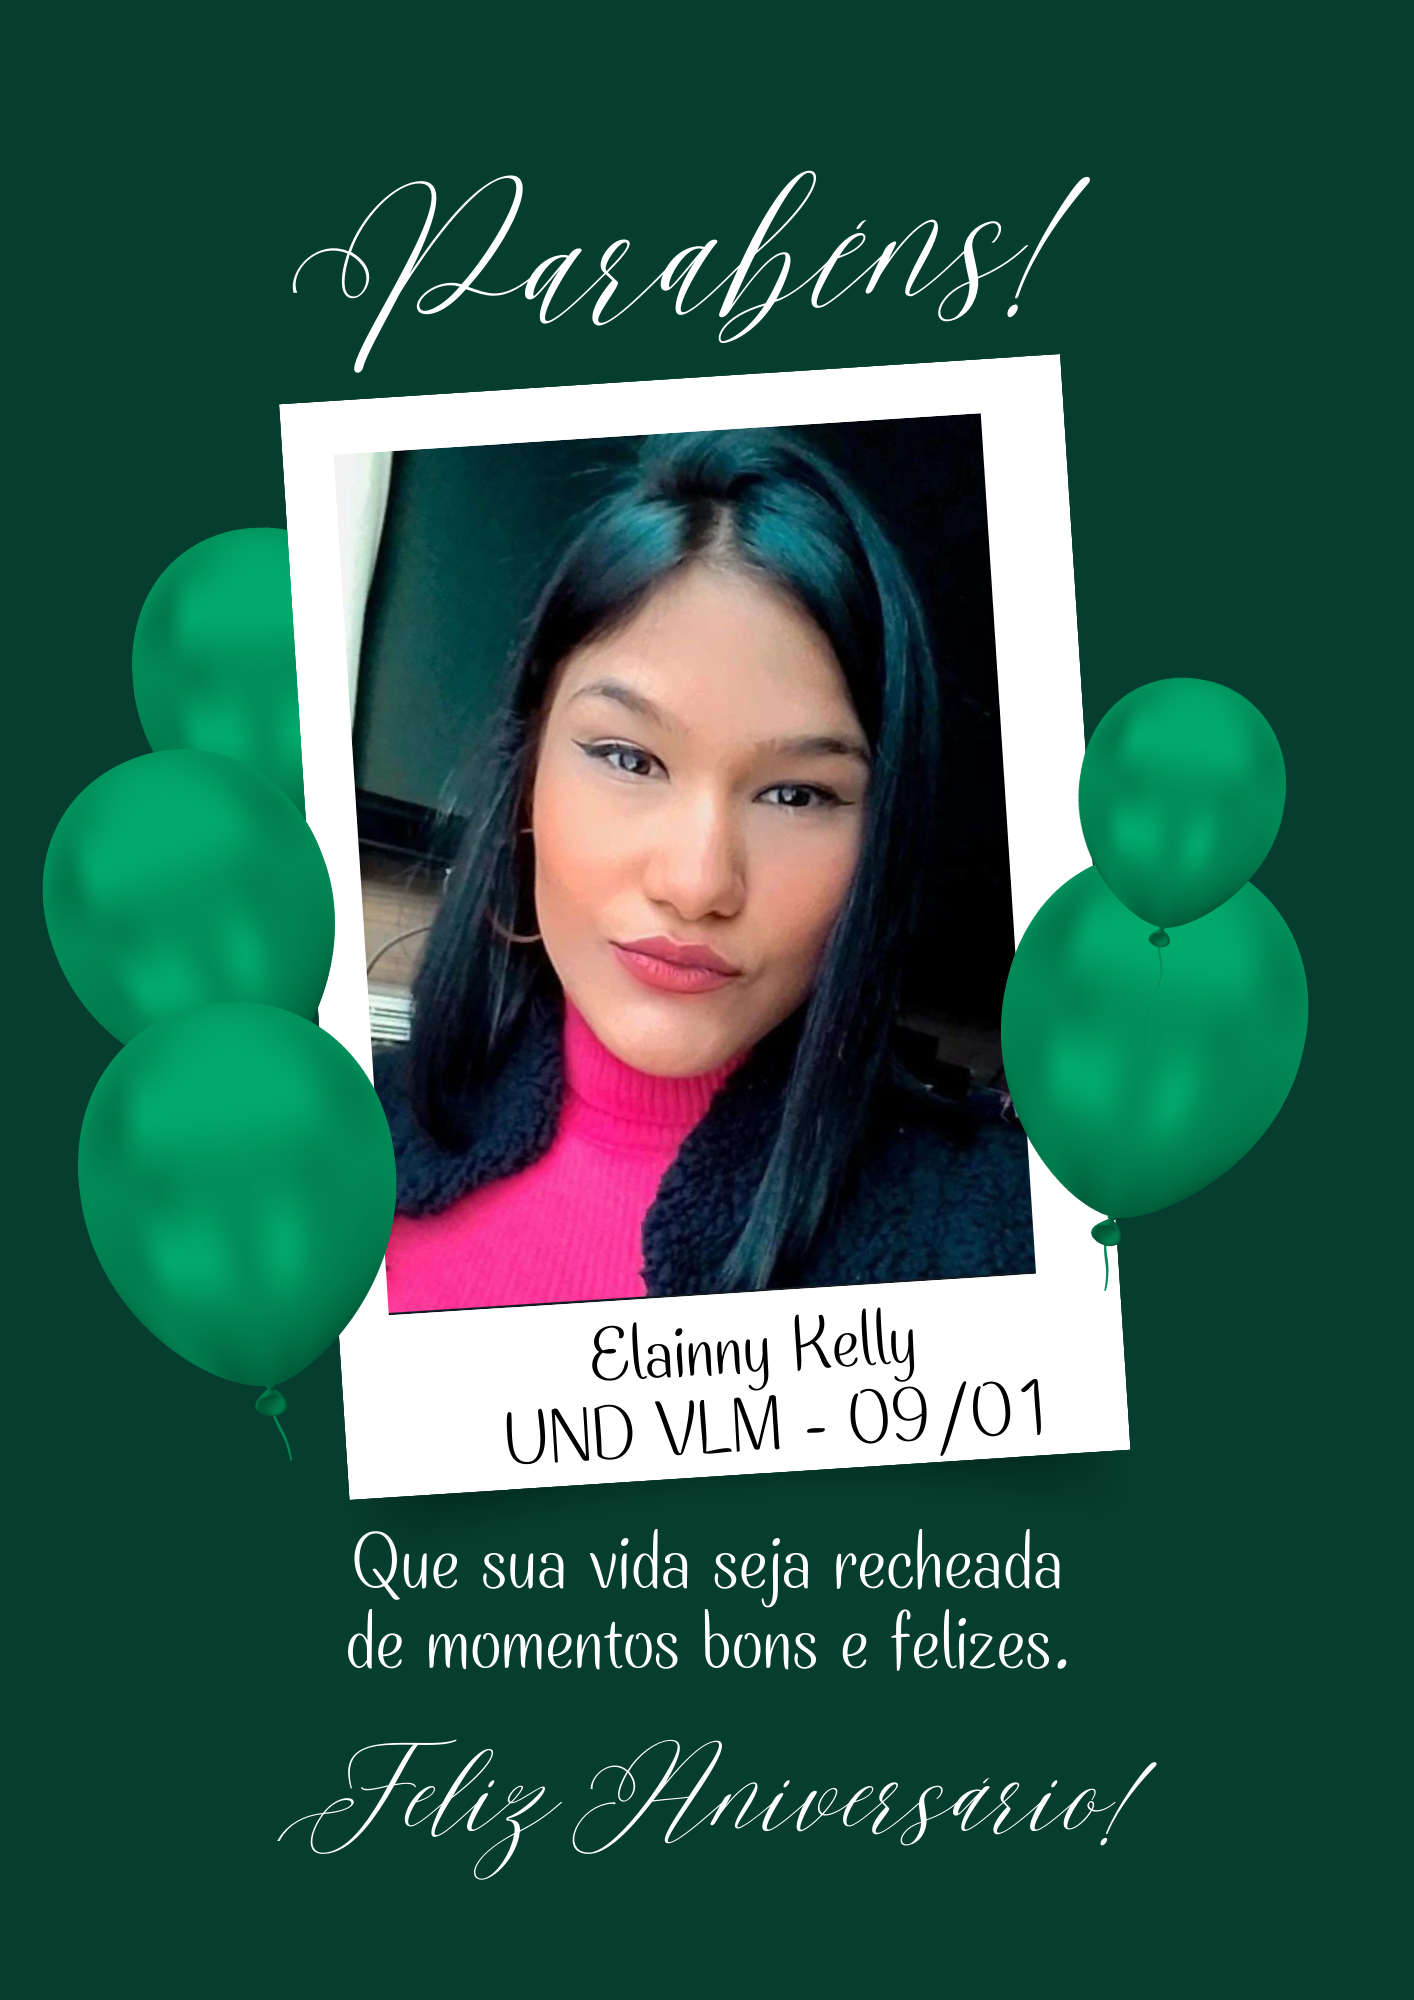 Parabéns!
Elainny Kelly
UND VLM - 09/01
Que sua vida seja recheada
de momentos bons e felizes.
Feliz Aniversário!